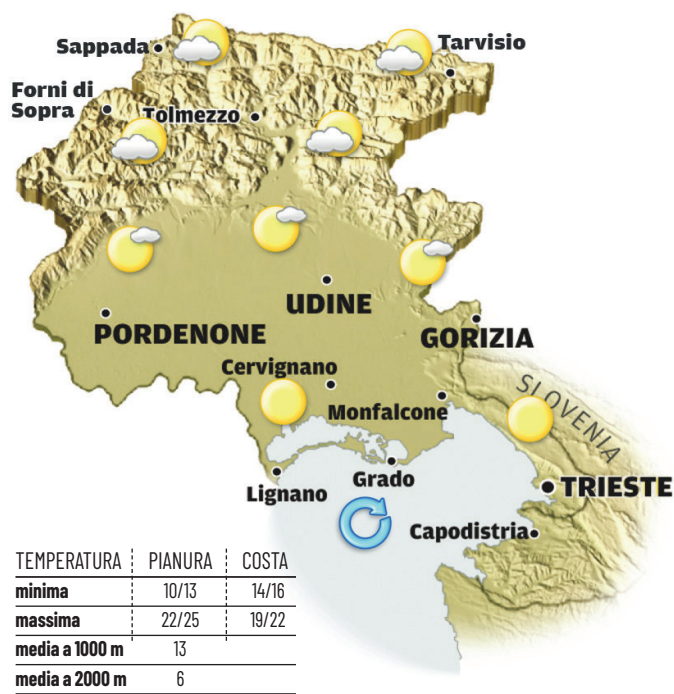 Sappada
Tarvisio
Forni di
Sopra
Tolmezzo
UDINE
PORDENONE
GORIZIA
Cervignano
Monfalcone
SLOVENIA
Grado
Lignano
TRIESTE
Capodistria
TEMPERATURA PIANURA COSTA
minima 10/13 14/16
massima 22/25 19/22
media a 1000 m 13
media a 2000 m 6